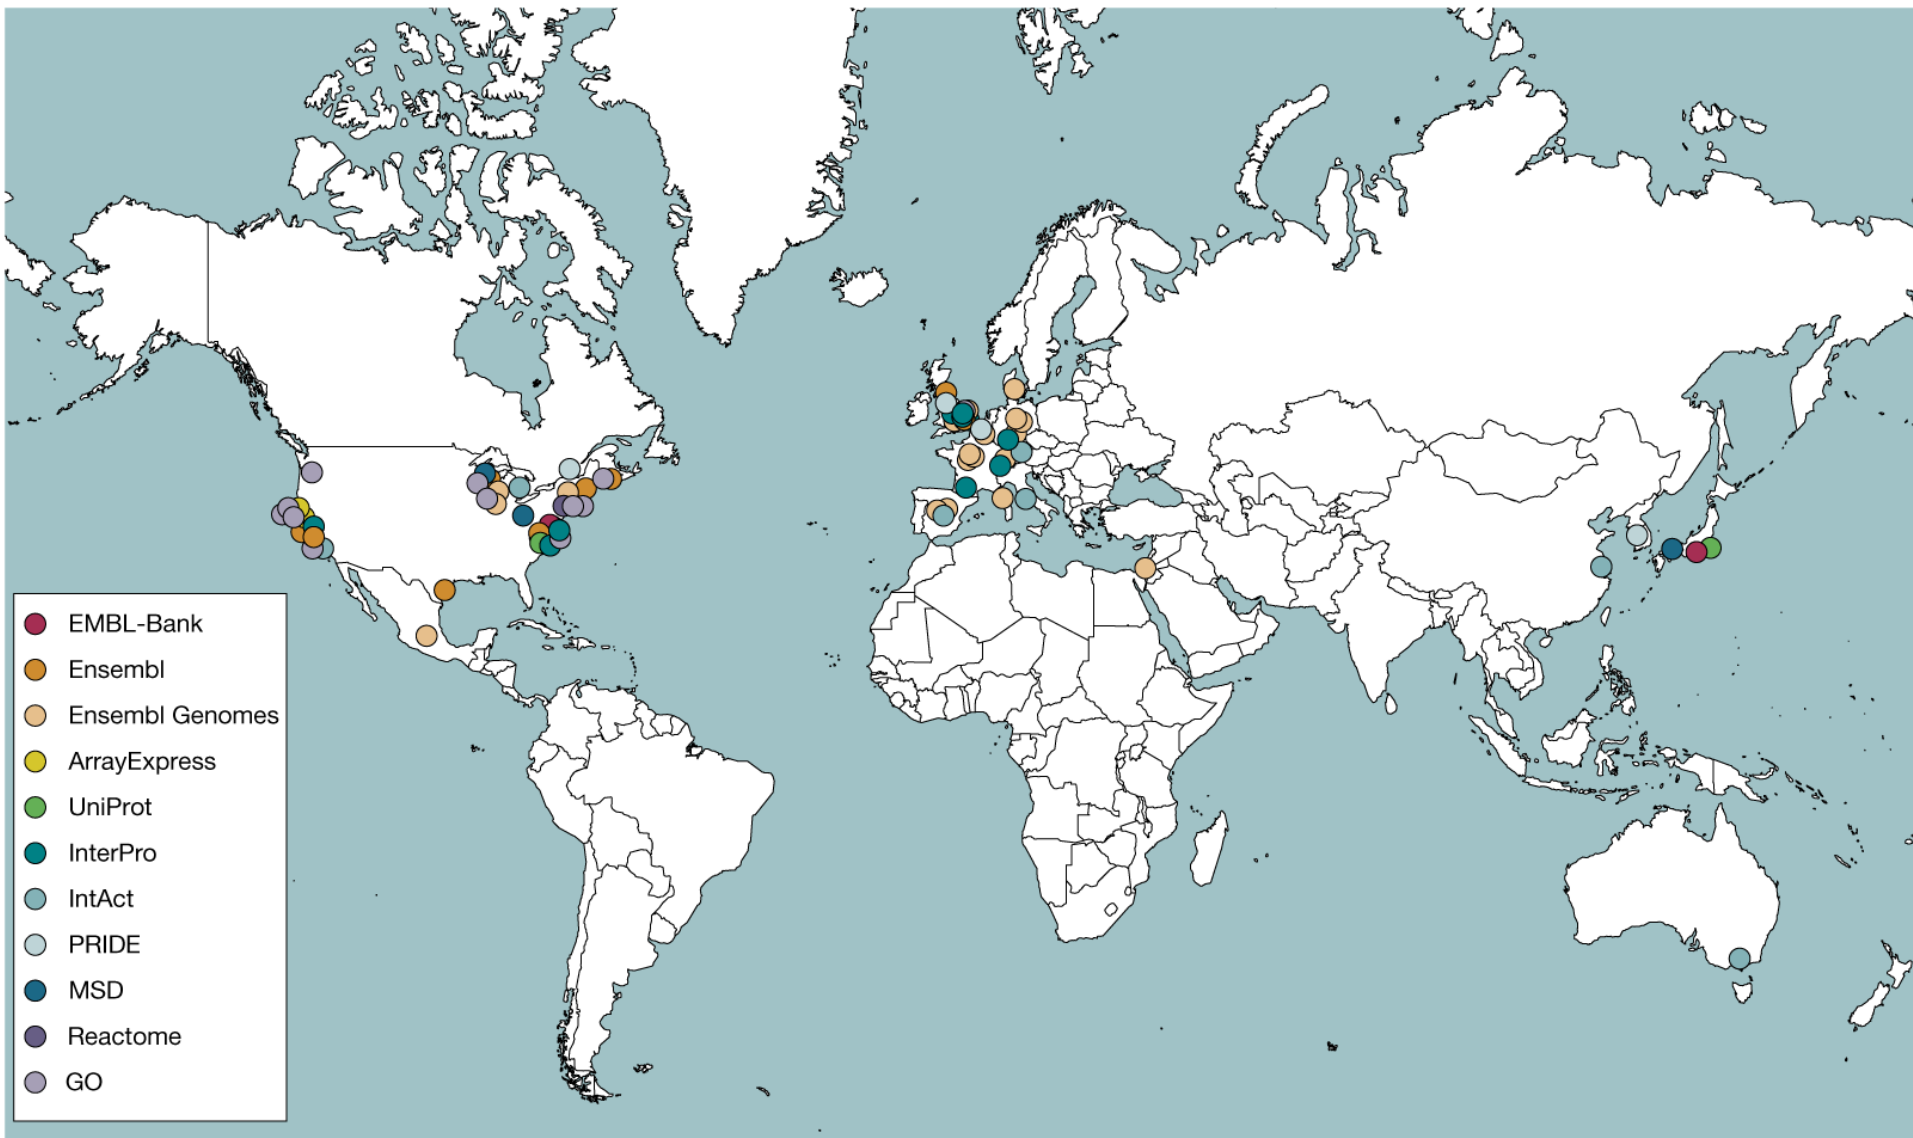 EMBL-Bank
Ensembl
Ensembl Genomes
ArrayExpress
UniProt
InterPro
IntAct
PRIDE
MSD
Reactome
GO